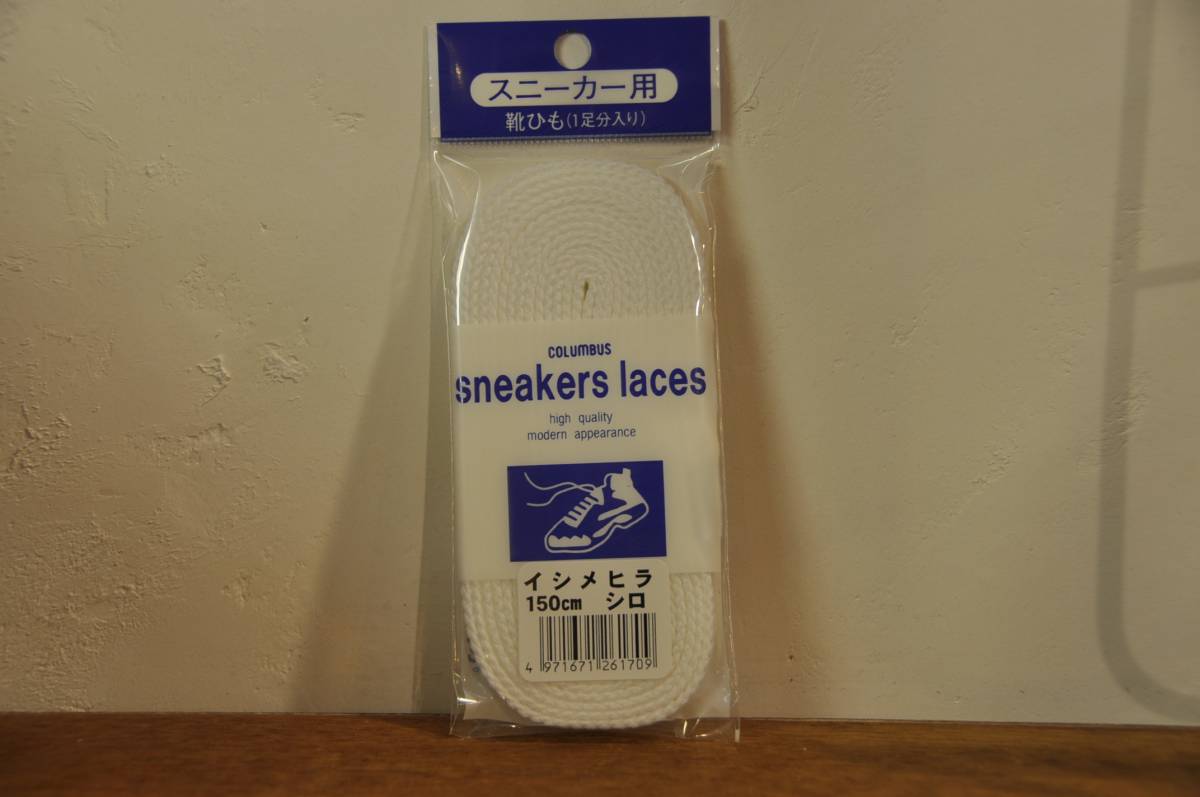 スニーカー用
靴ひも(1足分入り)
COLUMBUS
sneakers laces
high quality
modern appearance
イシメヒラ
150cm シロ
4 971671 261709